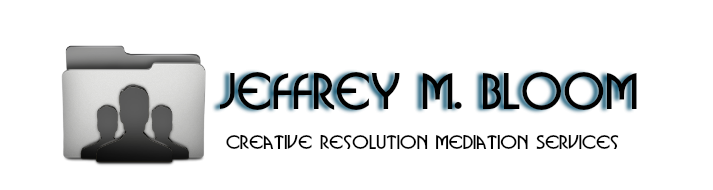 JEFFREY M. BLOOM
CREATIVE RESOLUTION MEDIATION SERVICES